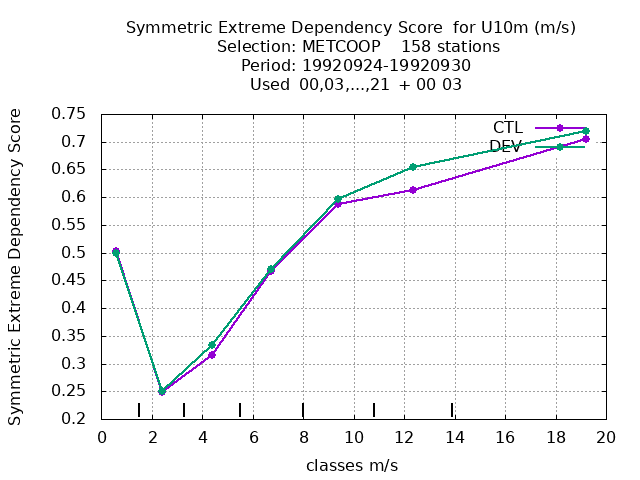 Symmetric Extreme Dependency Score  for U10m (m/s)
Selection: METCOOP    158 stations
Period: 19920924-19920930
Used  00,03,...,21  + 00 03
Symmetric Extreme Dependency Score
0.75
0.7
0.65
0.6
0.55
0.5
0.45
0.4
0.35
0.3
0.25
0.2
CTL
DEV
0 2 4 6 8 10 12 14 16 18 20
classes m/s